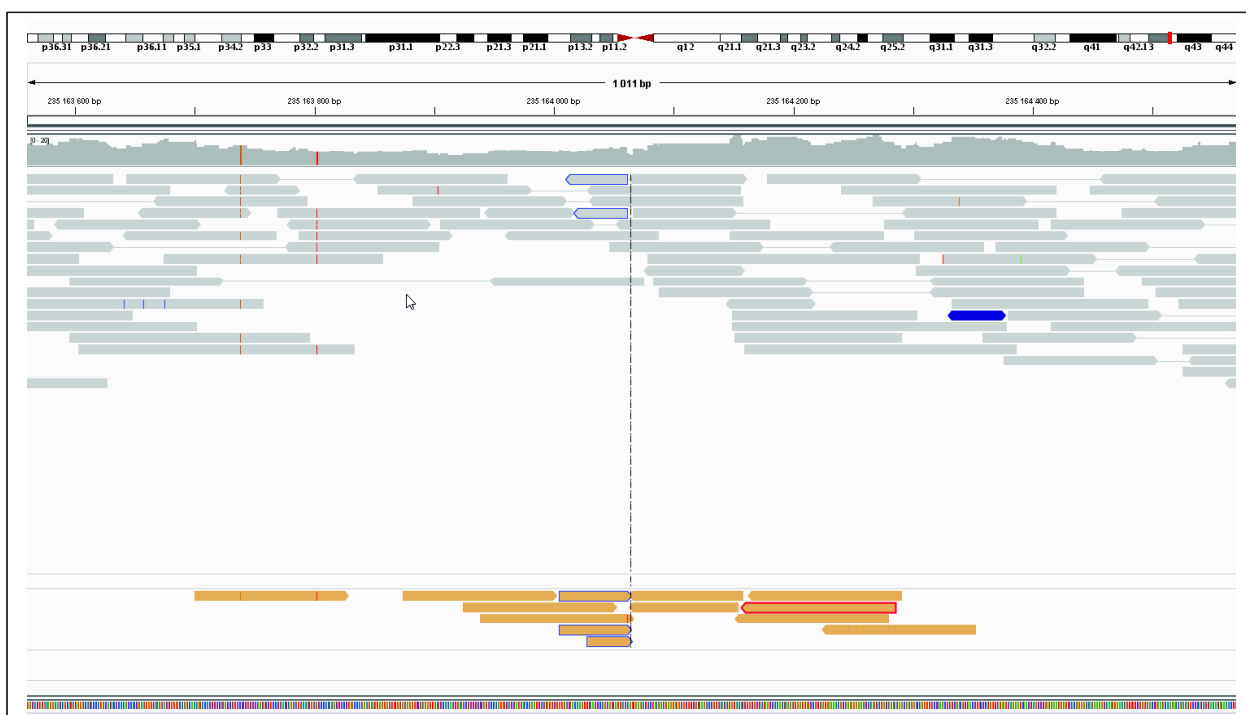 p36.31 p36.21 p36.11 p35.1 p34.2 p33 p32.2 p31.3 p31.1 p22.3 p21.3 p21.1 p13.2 p11.2 q12 q21.1 q21.3 q23.2 q24.2 q25.2 q31.1 q31.3 q32.2 q41 q42.13 q43 q44
1 011 bp
235 163 600 bp 235 163 800 bp 235 164 000 bp 235 164 200 bp 235 164 400 bp
[0 - 20]